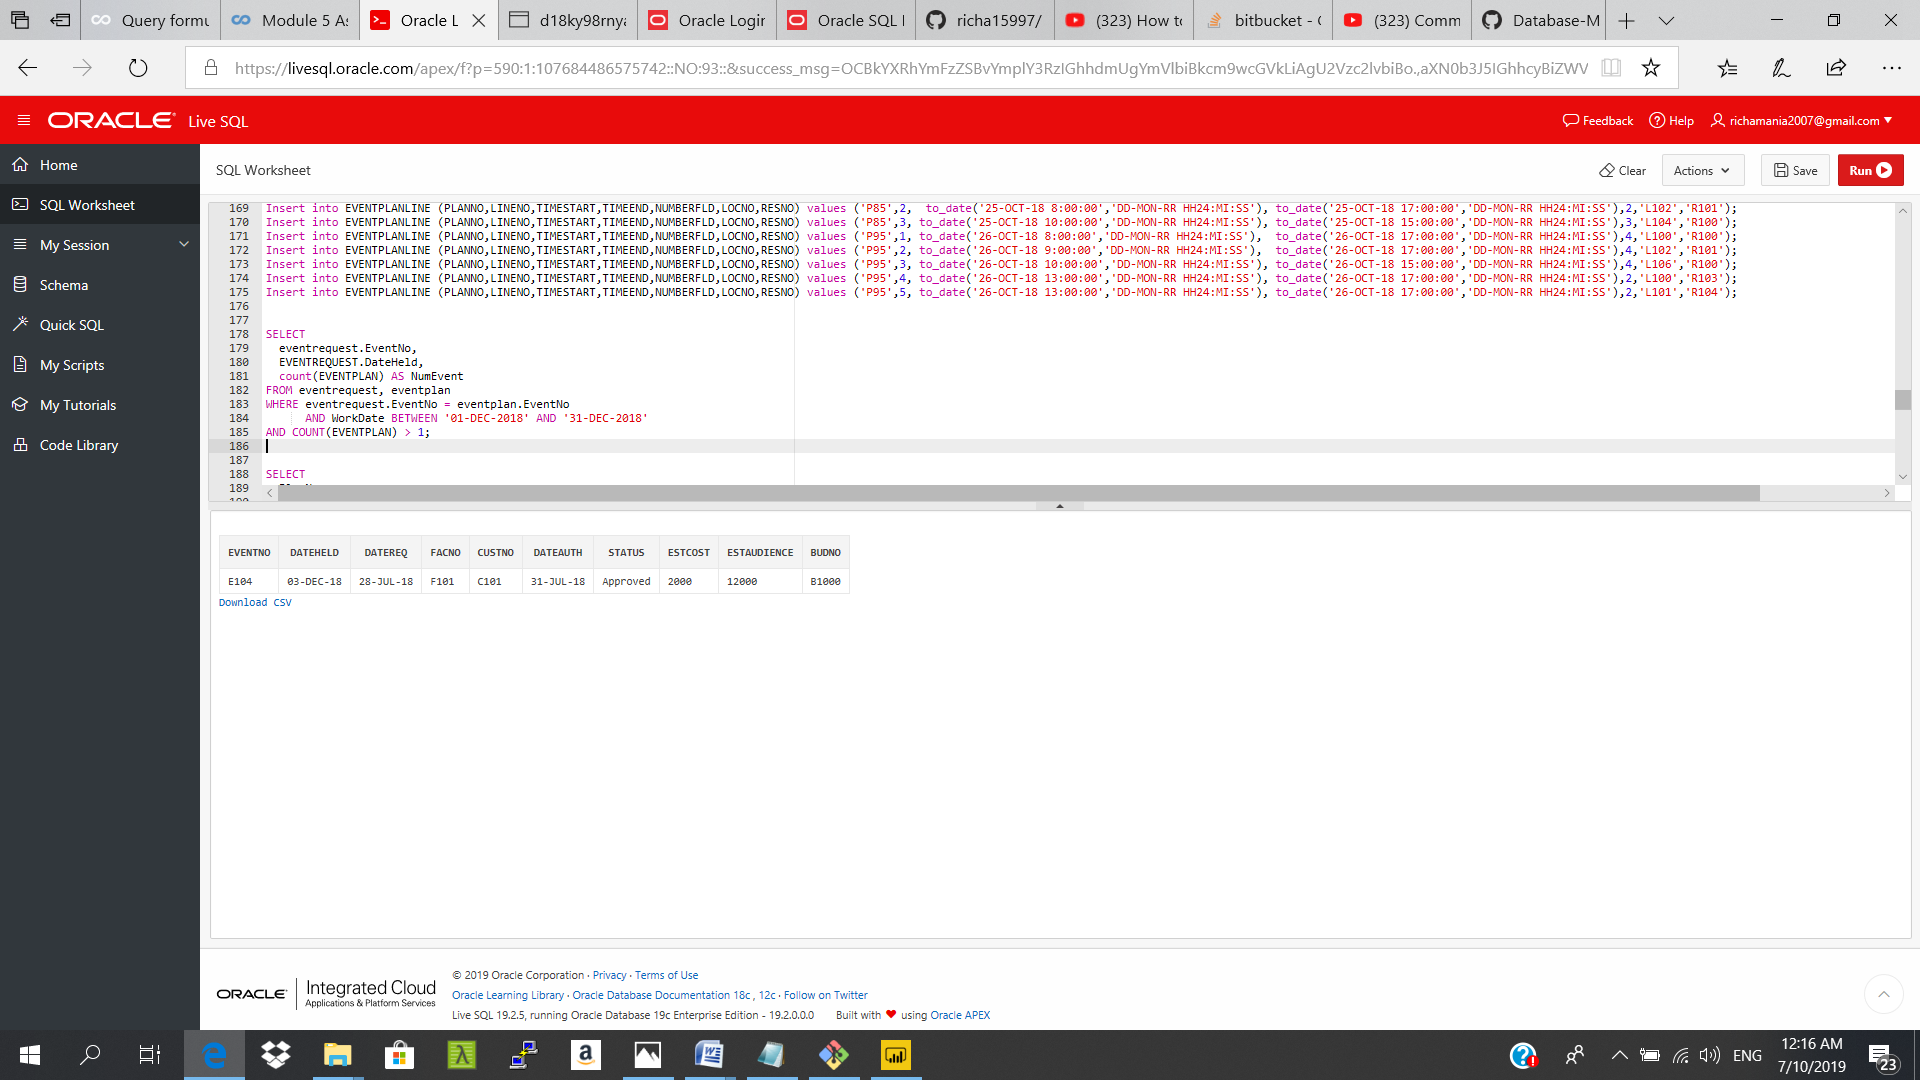 Query formu
Module 5 As
Oracle L
d18ky98rnya
Oracle Login
Oracle SQL
richa15997/
(323) How to
bitbucket -
(323) Comm
Database-M
https://livesql.oracle.com/apex/f?p=590:1:107684486575742::NO:93::&success_msg=OCBkYXRhYmFzZSBvYmplY3RzIGhhdmUgYmVlbiBkcm9wcGVkLiAgU2Vzc2lvbiBo.,aXN0b3J5IGhhcyBiZWV
ORACLE Live SQL
Feedback
Help
richamania2007@gmail.com
Home
SQL Worksheet
My Session
Schema
Quick SQL
My Scripts
My Tutorials
Code Library
SQL Worksheet
Clear
Actions
Save
Run
169 Insert into EVENTPLANLINE (PLANNO,LINENO,TIMESTART,TIMEEND,NUMBERFLD,LOCNO,RESNO) values ('P85',2,  to_date('25-OCT-18 8:00:00','DD-MON-RR HH24:MI:SS'), to_date('25-OCT-18 17:00:00','DD-MON-RR HH24:MI:SS'),2,'L102','R101');
170 Insert into EVENTPLANLINE (PLANNO,LINENO,TIMESTART,TIMEEND,NUMBERFLD,LOCNO,RESNO) values ('P85',3, to_date('25-OCT-18 10:00:00','DD-MON-RR HH24:MI:SS'), to_date('25-OCT-18 15:00:00','DD-MON-RR HH24:MI:SS'),3,'L104','R100');
171 Insert into EVENTPLANLINE (PLANNO,LINENO,TIMESTART,TIMEEND,NUMBERFLD,LOCNO,RESNO) values ('P95',1, to_date('26-OCT-18 8:00:00','DD-MON-RR HH24:MI:SS'),  to_date('26-OCT-18 17:00:00','DD-MON-RR HH24:MI:SS'),4,'L100','R100');
172 Insert into EVENTPLANLINE (PLANNO,LINENO,TIMESTART,TIMEEND,NUMBERFLD,LOCNO,RESNO) values ('P95',2, to_date('26-OCT-18 9:00:00','DD-MON-RR HH24:MI:SS'),  to_date('26-OCT-18 17:00:00','DD-MON-RR HH24:MI:SS'),4,'L102','R101');
173 Insert into EVENTPLANLINE (PLANNO,LINENO,TIMESTART,TIMEEND,NUMBERFLD,LOCNO,RESNO) values ('P95',3, to_date('26-OCT-18 10:00:00','DD-MON-RR HH24:MI:SS'), to_date('26-OCT-18 15:00:00','DD-MON-RR HH24:MI:SS'),4,'L106','R100');
174 Insert into EVENTPLANLINE (PLANNO,LINENO,TIMESTART,TIMEEND,NUMBERFLD,LOCNO,RESNO) values ('P95',4, to_date('26-OCT-18 13:00:00','DD-MON-RR HH24:MI:SS'), to_date('26-OCT-18 17:00:00','DD-MON-RR HH24:MI:SS'),2,'L100','R103');
175 Insert into EVENTPLANLINE (PLANNO,LINENO,TIMESTART,TIMEEND,NUMBERFLD,LOCNO,RESNO) values ('P95',5, to_date('26-OCT-18 13:00:00','DD-MON-RR HH24:MI:SS'), to_date('26-OCT-18 17:00:00','DD-MON-RR HH24:MI:SS'),2,'L101','R104');
176
177
178 SELECT
179 eventrequest.EventNo,
180 EVENTREQUEST.DateHeld,
181 count(EVENTPLAN) AS NumEvent
182 FROM eventrequest, eventplan
183 WHERE eventrequest.EventNo = eventplan.EventNo
184 AND WorkDate BETWEEN '01-DEC-2018' AND '31-DEC-2018'
185 AND COUNT(EVENTPLAN) > 1;
186
187
188 SELECT
189
EVENTNO DATEHELD DATEREQ FACNO CUSTNO DATEAUTH STATUS ESTCOST ESTAUDIENCE BUDNO
E104 03-DEC-18 28-JUL-18 F101 C101 31-JUL-18 Approved 2000 12000 B1000
Download CSV
ORACLE Integrated Cloud
Applications & Platform Services
© 2019 Oracle Corporation · Privacy · Terms of Use
Oracle Learning Library · Oracle Database Documentation 18c , 12c · Follow on Twitter
Live SQL 19.2.5, running Oracle Database 19c Enterprise Edition - 19.2.0.0.0 Built with ❤ using Oracle APEX
ENG
12:16 AM
7/10/2019
23